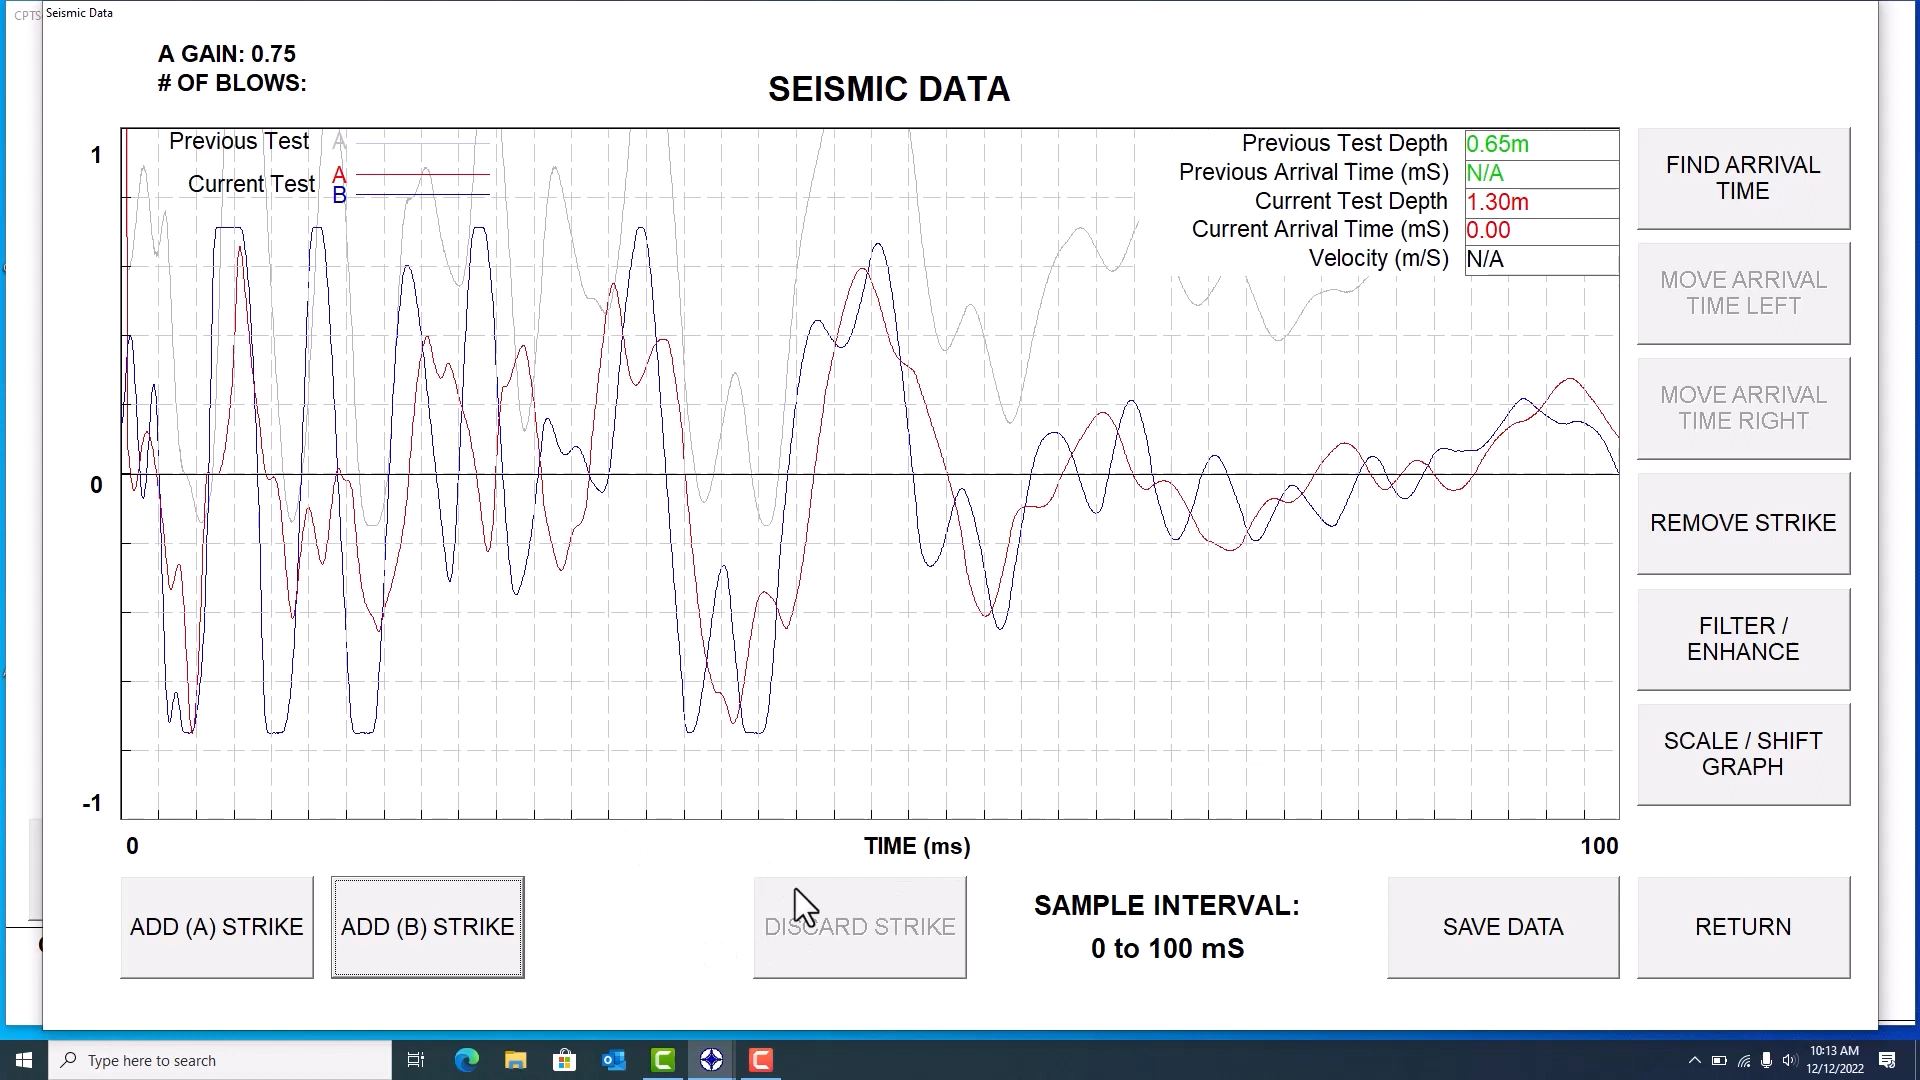 CPTS
Seismic Data
A GAIN: 0.75
# OF BLOWS:
SEISMIC DATA
Previous Test A
Current Test A
B
Previous Test Depth 0.65m
Previous Arrival Time (mS) N/A
Current Test Depth 1.30m
Current Arrival Time (mS) 0.00
Velocity (m/S) N/A
1
0
-1
0
TIME (ms)
100
FIND ARRIVAL
TIME
MOVE ARRIVAL
TIME LEFT
MOVE ARRIVAL
TIME RIGHT
REMOVE STRIKE
FILTER /
ENHANCE
SCALE / SHIFT
GRAPH
ADD (A) STRIKE
ADD (B) STRIKE
DISCARD STRIKE
SAMPLE INTERVAL:
0 to 100 mS
SAVE DATA
RETURN
Type here to search
10:13 AM
12/12/2022